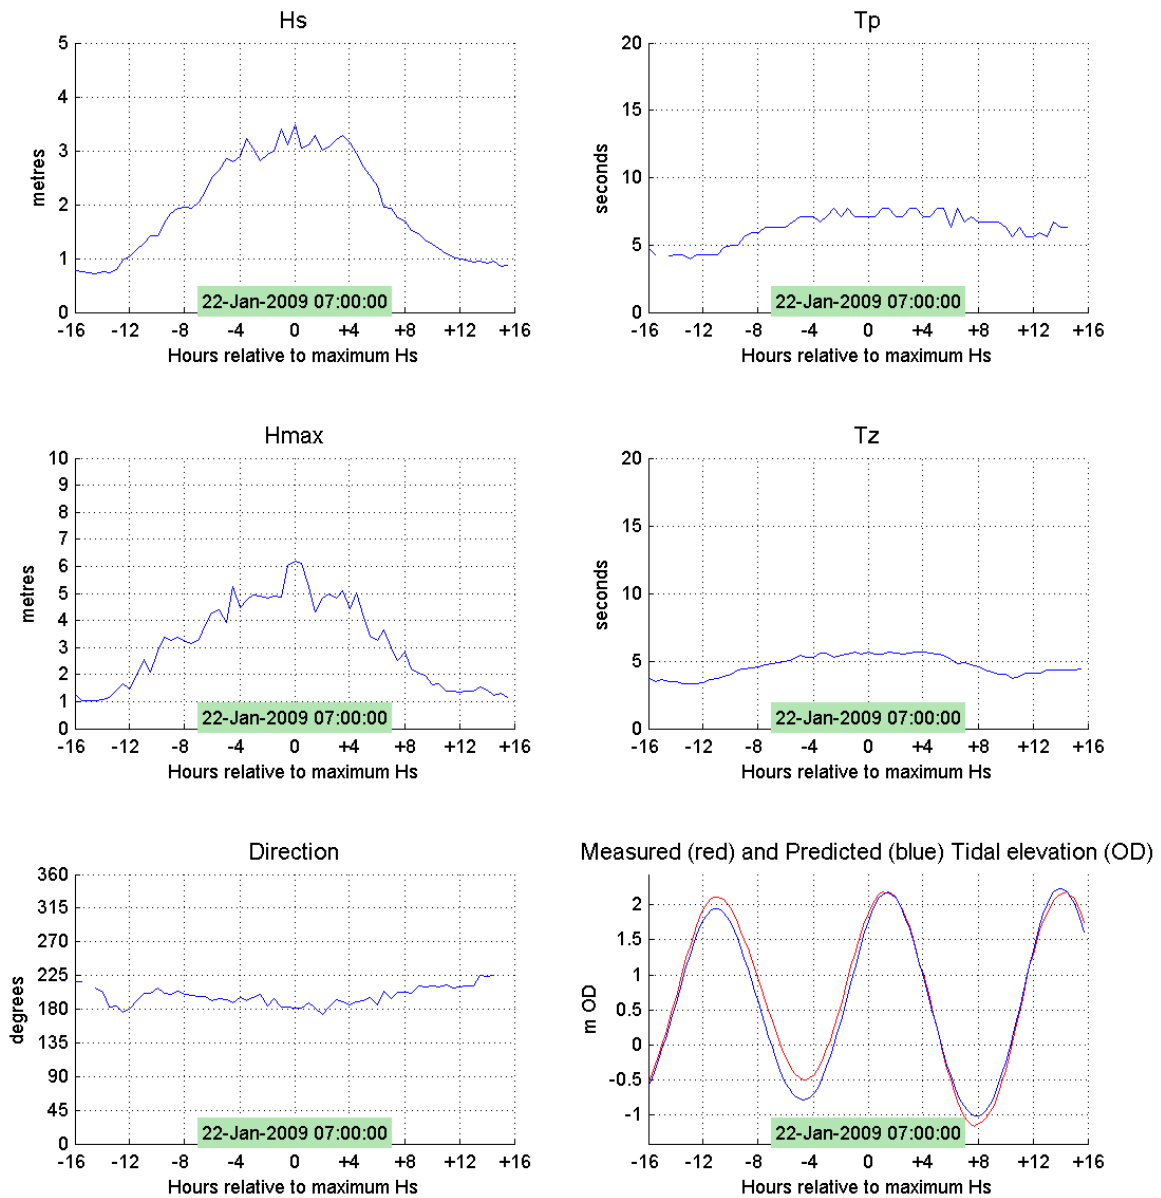 Hs
5
4
3
2
1
0
metres
22-Jan-2009 07:00:00
-16 -12 -8 -4 0 +4 +8 +12 +16
Hours relative to maximum Hs
Tp
20
15
10
5
0
seconds
22-Jan-2009 07:00:00
-16 -12 -8 -4 0 +4 +8 +12 +16
Hours relative to maximum Hs
Hmax
10
9
8
7
6
5
4
3
2
1
0
metres
22-Jan-2009 07:00:00
-16 -12 -8 -4 0 +4 +8 +12 +16
Hours relative to maximum Hs
Tz
20
15
10
5
0
seconds
22-Jan-2009 07:00:00
-16 -12 -8 -4 0 +4 +8 +12 +16
Hours relative to maximum Hs
Direction
360
315
270
225
180
135
90
45
0
degrees
22-Jan-2009 07:00:00
-16 -12 -8 -4 0 +4 +8 +12 +16
Hours relative to maximum Hs
Measured (red) and Predicted (blue) Tidal elevation (OD)
2
1.5
1
0.5
0
-0.5
-1
m OD
22-Jan-2009 07:00:00
-16 -12 -8 -4 0 +4 +8 +12 +16
Hours relative to maximum Hs